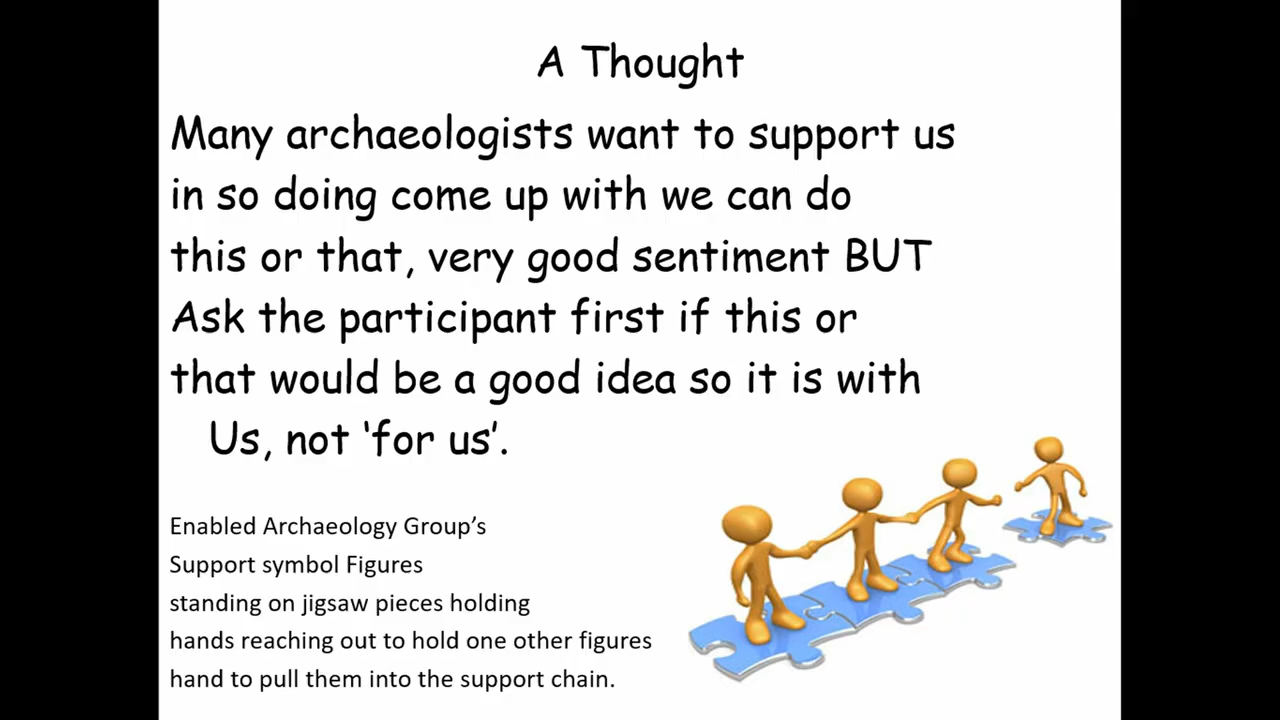 A Thought
Many archaeologists want to support us
in so doing come up with we can do
this or that, very good sentiment BUT
Ask the participant first if this or
that would be a good idea so it is with
Us, not ‘for us’.
Enabled Archaeology Group’s
Support symbol Figures
standing on jigsaw pieces holding
hands reaching out to hold one other figures
hand to pull them into the support chain.